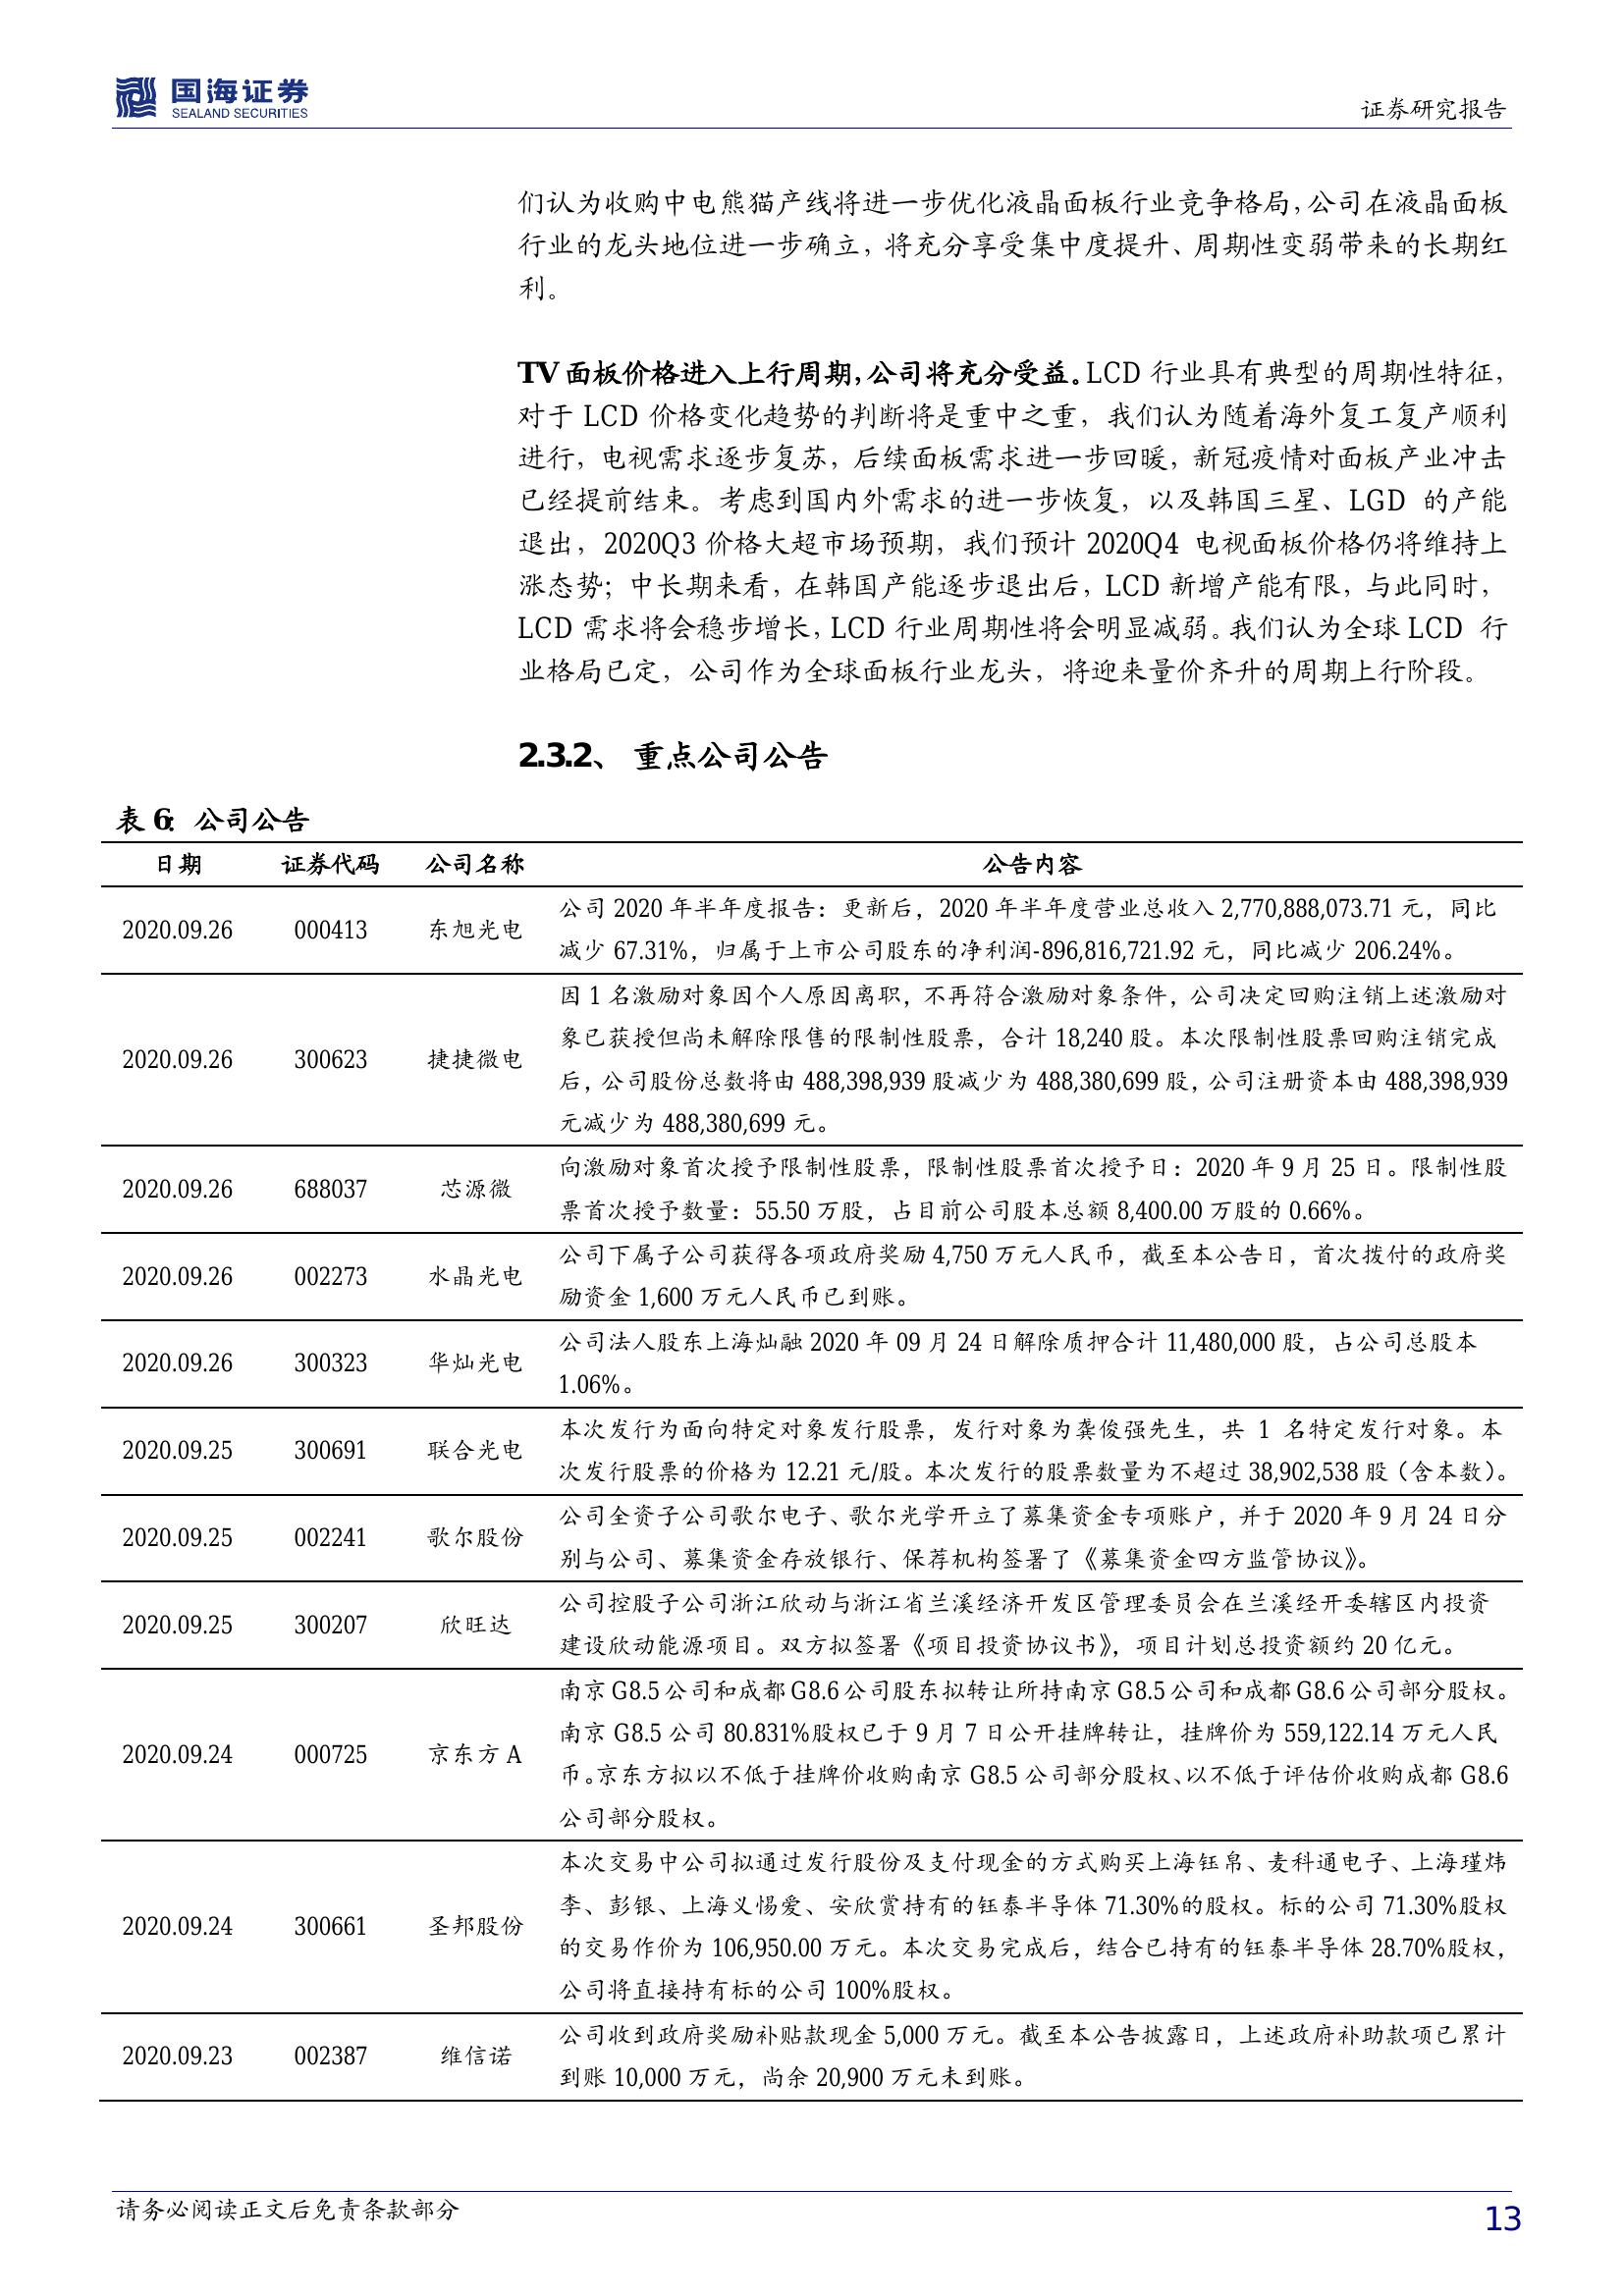 国海证券
SEALAND SECURITIES
证券研究报告
们认为收购中电熊猫产线将进一步优化液晶面板行业竞争格局，公司在液晶面板
行业的龙头地位进一步确立，将充分享受集中度提升、周期性变弱带来的长期红
利。
TV 面板价格进入上行周期，公司将充分受益。LCD 行业具有典型的周期性特征，
对于 LCD 价格变化趋势的判断将是重中之重，我们认为随着海外复工复产顺利
进行，电视需求逐步复苏，后续面板需求进一步回暖，新冠疫情对面板产业冲击
已经提前结束。考虑到国内外需求的进一步恢复，以及韩国三星、LGD 的产能
退出，2020Q3 价格大超市场预期，我们预计 2020Q4 电视面板价格仍将维持上
涨态势；中长期来看，在韩国产能逐步退出后，LCD 新增产能有限，与此同时，
LCD 需求将会稳步增长，LCD 行业周期性将会明显减弱。我们认为全球 LCD 行
业格局已定，公司作为全球面板行业龙头，将迎来量价齐升的周期上行阶段。
2.3.2、 重点公司公告
表 6：公司公告
日期 证券代码 公司名称 公告内容
2020.09.26 000413 东旭光电 公司 2020 年半年度报告：更新后，2020 年半年度营业总收入 2,770,888,073.71 元，同比
减少 67.31%，归属于上市公司股东的净利润-896,816,721.92 元，同比减少 206.24%。
2020.09.26 300623 捷捷微电 因 1 名激励对象因个人原因离职，不再符合激励对象条件，公司决定回购注销上述激励对
象已获授但尚未解除限售的限制性股票，合计 18,240 股。本次限制性股票回购注销完成
后，公司股份总数将由 488,398,939 股减少为 488,380,699 股，公司注册资本由 488,398,939
元减少为 488,380,699 元。
2020.09.26 688037 芯源微 向激励对象首次授予限制性股票，限制性股票首次授予日：2020 年 9 月 25 日。限制性股
票首次授予数量：55.50 万股，占目前公司股本总额 8,400.00 万股的 0.66%。
2020.09.26 002273 水晶光电 公司下属子公司获得各项政府奖励 4,750 万元人民币，截至本公告日，首次拨付的政府奖
励资金 1,600 万元人民币已到账。
2020.09.26 300323 华灿光电 公司法人股东上海灿融 2020 年 09 月 24 日解除质押合计 11,480,000 股，占公司总股本
1.06%。
2020.09.25 300691 联合光电 本次发行为面向特定对象发行股票，发行对象为龚俊强先生，共 1 名特定发行对象。本
次发行股票的价格为 12.21 元/股。本次发行的股票数量为不超过 38,902,538 股（含本数）。
2020.09.25 002241 歌尔股份 公司全资子公司歌尔电子、歌尔光学开立了募集资金专项账户，并于 2020 年 9 月 24 日分
别与公司、募集资金存放银行、保荐机构签署了《募集资金四方监管协议》。
2020.09.25 300207 欣旺达 公司控股子公司浙江欣动与浙江省兰溪经济开发区管理委员会在兰溪经开委辖区内投资
建设欣动能源项目。双方拟签署《项目投资协议书》，项目计划总投资额约 20 亿元。
2020.09.24 000725 京东方 A 南京 G8.5 公司和成都 G8.6 公司股东拟转让所持南京 G8.5 公司和成都 G8.6 公司部分股权。
南京 G8.5 公司 80.831%股权已于 9 月 7 日公开挂牌转让，挂牌价为 559,122.14 万元人民
币。京东方拟以不低于挂牌价收购南京 G8.5 公司部分股权、以不低于评估价收购成都 G8.6
公司部分股权。
2020.09.24 300661 圣邦股份 本次交易中公司拟通过发行股份及支付现金的方式购买上海钰帛、麦科通电子、上海瑾炜
李、彭银、上海义惕爱、安欣赏持有的钰泰半导体 71.30%的股权。标的公司 71.30%股权
的交易作价为 106,950.00 万元。本次交易完成后，结合已持有的钰泰半导体 28.70%股权，
公司将直接持有标的公司 100%股权。
2020.09.23 002387 维信诺 公司收到政府奖励补贴款现金 5,000 万元。截至本公告披露日，上述政府补助款项已累计
到账 10,000 万元，尚余 20,900 万元未到账。
请务必阅读正文后免责条款部分
13